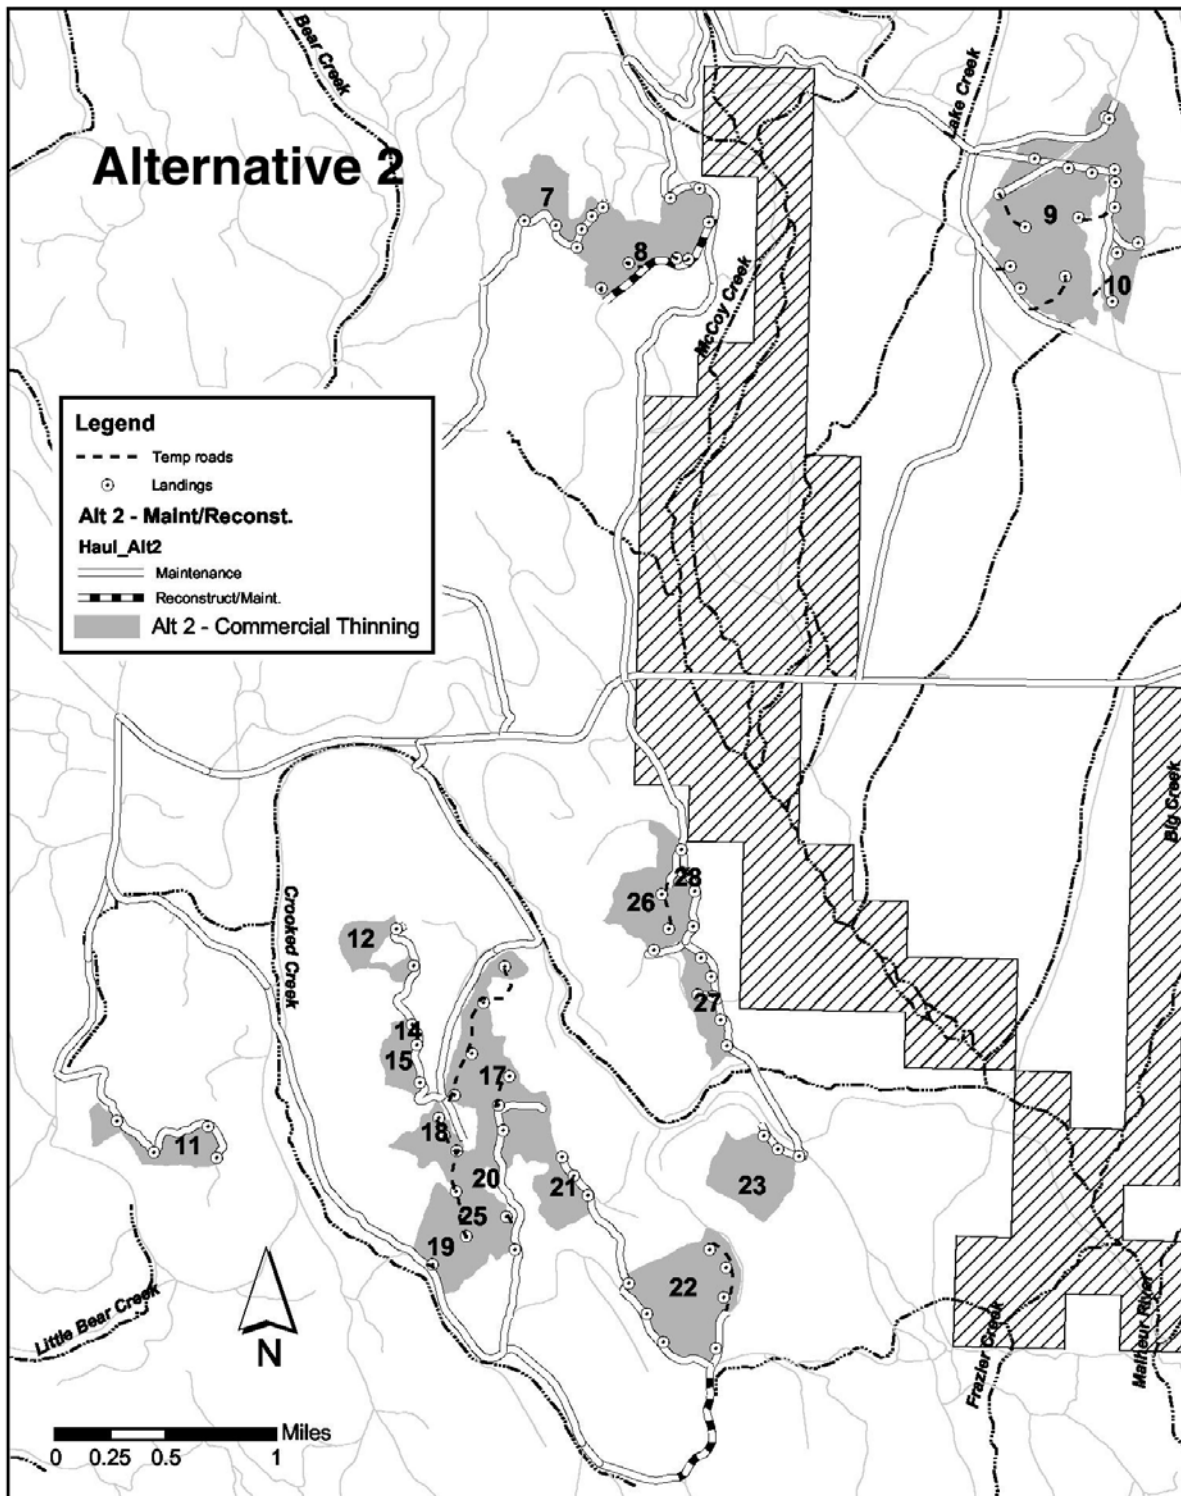 Bear Creek
Lake Creek
Alternative 2
7
9
8
10
McCoy Creek
Legend
Temp roads
Landings
Alt 2 - Maint/Reconst.
Haul_Alt2
Maintenance
Reconstruct/Maint.
Alt 2 - Commercial Thinning
Big Creek
28
26
Crooked Creek
12
27
14
15
17
18
11
20
21
23
25
19
22
Little Bear Creek
N
Frazier Creek
Malheur River
Miles
0 0.25 0.5 1